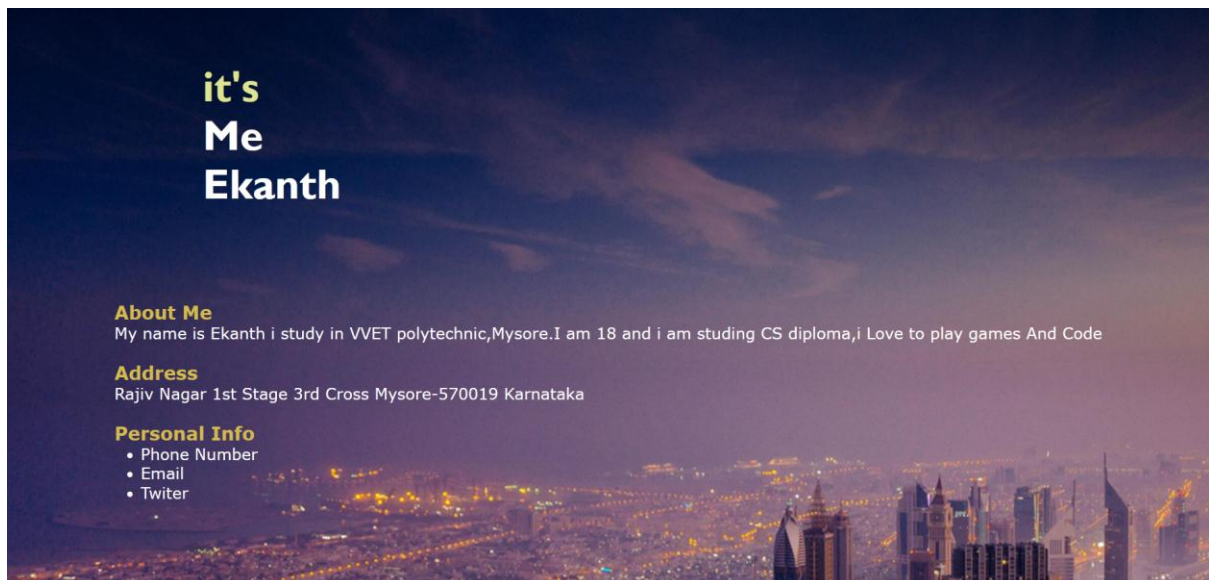 it's
Me
Ekanth
About Me
My name is Ekanth i study in VVET polytechnic,Mysore.I am 18 and i am studing CS diploma,i Love to play games And Code
Address
Rajiv Nagar 1st Stage 3rd Cross Mysore-570019 Karnataka
Personal Info
• Phone Number
• Email
• Twiter